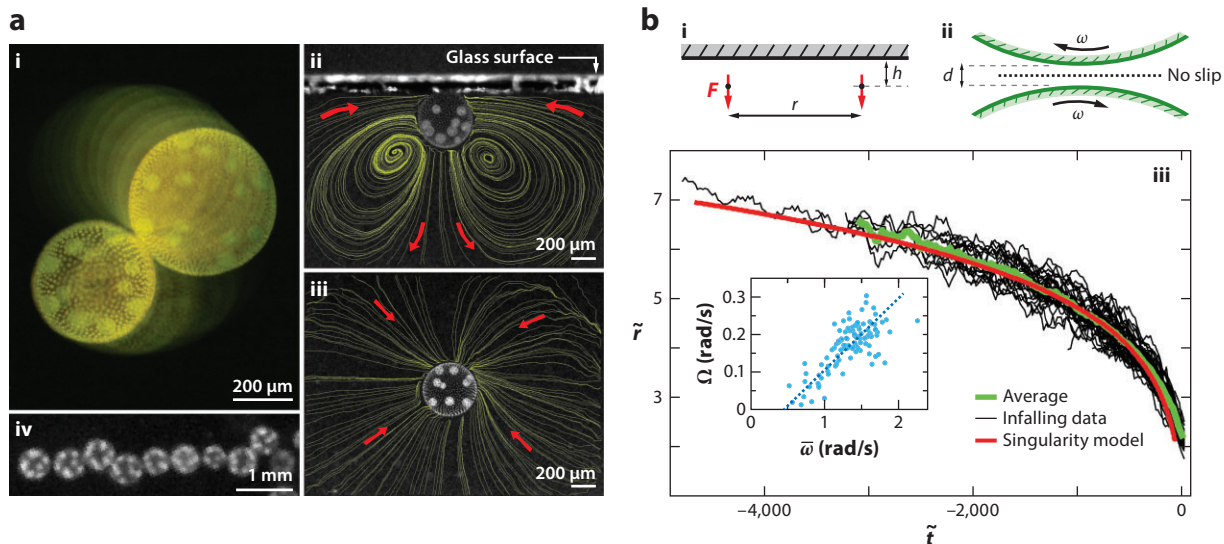 a
i
200 μm
ii
Glass surface
200 μm
iii
200 μm
iv
1 mm
b
i
F
r
h
ii
ω
d
No slip
ω
iii
7
5
3
r̃
−4,000
−2,000
0
t̃
0.3
0.2
0.1
0
0
1
2
Ω (rad/s)
ω̅ (rad/s)
Average
Infalling data
Singularity model